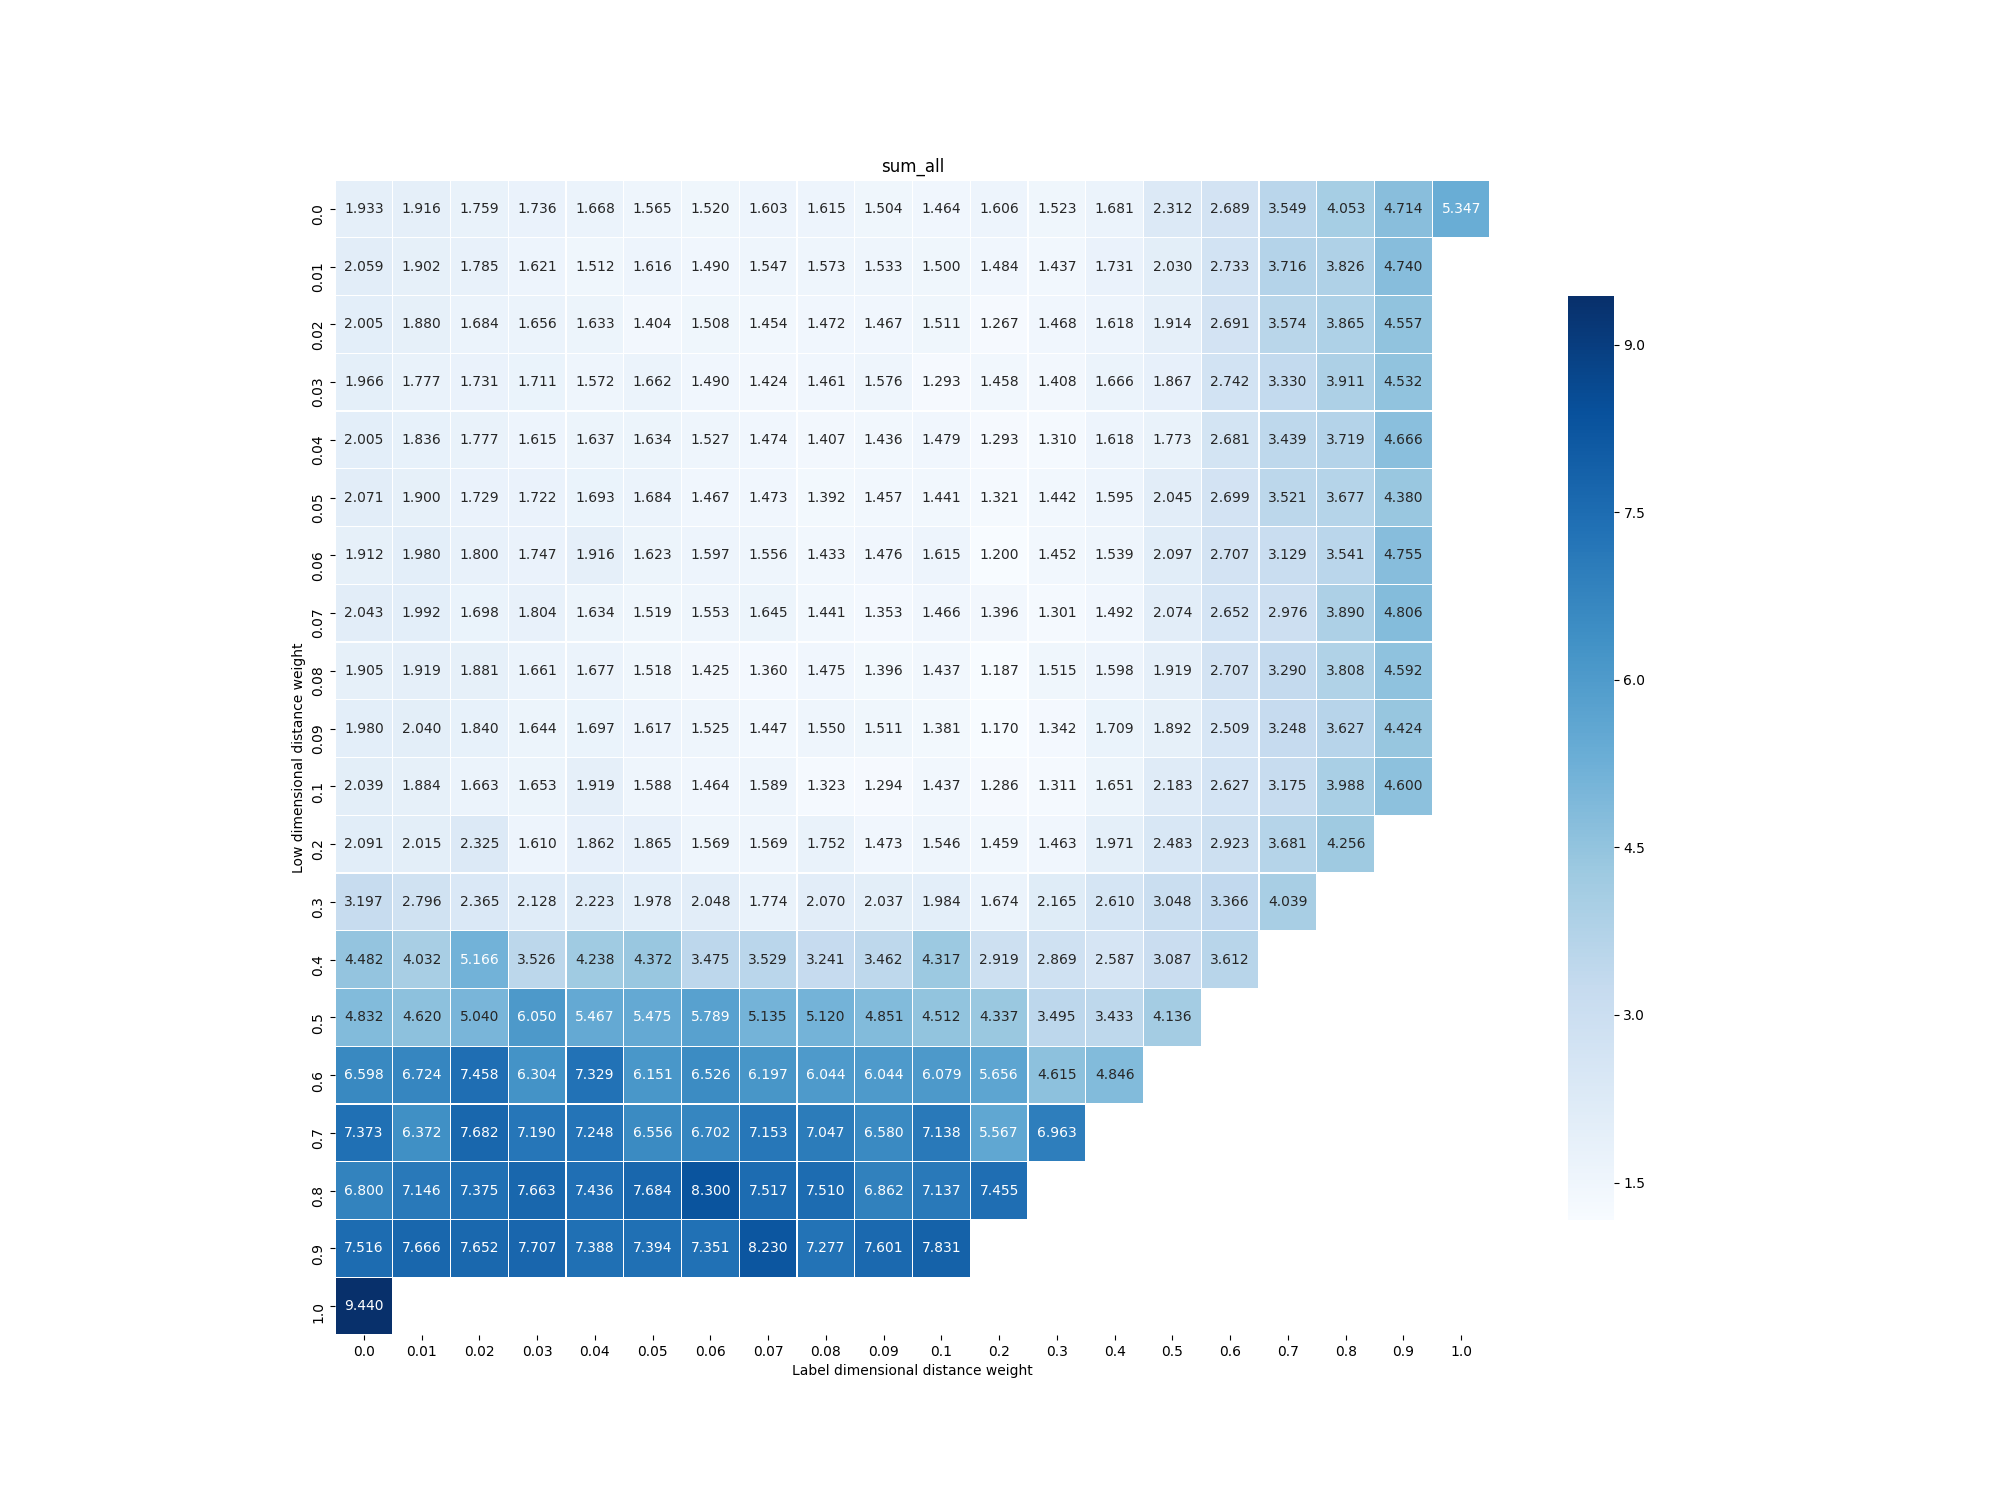 sum_all
0.0 1.933 1.916 1.759 1.736 1.668 1.565 1.520 1.603 1.615 1.504 1.464 1.606 1.523 1.681 2.312 2.689 3.549 4.053 4.714 5.347
0.01 2.059 1.902 1.785 1.621 1.512 1.616 1.490 1.547 1.573 1.533 1.500 1.484 1.437 1.731 2.030 2.733 3.716 3.826 4.740
0.02 2.005 1.880 1.684 1.656 1.633 1.404 1.508 1.454 1.472 1.467 1.511 1.267 1.468 1.618 1.914 2.691 3.574 3.865 4.557
0.03 1.966 1.777 1.731 1.711 1.572 1.662 1.490 1.424 1.461 1.576 1.293 1.458 1.408 1.666 1.867 2.742 3.330 3.911 4.532
0.04 2.005 1.836 1.777 1.615 1.637 1.634 1.527 1.474 1.407 1.436 1.479 1.293 1.310 1.618 1.773 2.681 3.439 3.719 4.666
0.05 2.071 1.900 1.729 1.722 1.693 1.684 1.467 1.473 1.392 1.457 1.441 1.321 1.442 1.595 2.045 2.699 3.521 3.677 4.380
0.06 1.912 1.980 1.800 1.747 1.916 1.623 1.597 1.556 1.433 1.476 1.615 1.200 1.452 1.539 2.097 2.707 3.129 3.541 4.755
0.07 2.043 1.992 1.698 1.804 1.634 1.519 1.553 1.645 1.441 1.353 1.466 1.396 1.301 1.492 2.074 2.652 2.976 3.890 4.806
0.08 1.905 1.919 1.881 1.661 1.677 1.518 1.425 1.360 1.475 1.396 1.437 1.187 1.515 1.598 1.919 2.707 3.290 3.808 4.592
0.09 1.980 2.040 1.840 1.644 1.697 1.617 1.525 1.447 1.550 1.511 1.381 1.170 1.342 1.709 1.892 2.509 3.248 3.627 4.424
0.1 2.039 1.884 1.663 1.653 1.919 1.588 1.464 1.589 1.323 1.294 1.437 1.286 1.311 1.651 2.183 2.627 3.175 3.988 4.600
0.2 2.091 2.015 2.325 1.610 1.862 1.865 1.569 1.569 1.752 1.473 1.546 1.459 1.463 1.971 2.483 2.923 3.681 4.256
0.3 3.197 2.796 2.365 2.128 2.223 1.978 2.048 1.774 2.070 2.037 1.984 1.674 2.165 2.610 3.048 3.366 4.039
0.4 4.482 4.032 5.166 3.526 4.238 4.372 3.475 3.529 3.241 3.462 4.317 2.919 2.869 2.587 3.087 3.612
0.5 4.832 4.620 5.040 6.050 5.467 5.475 5.789 5.135 5.120 4.851 4.512 4.337 3.495 3.433 4.136
0.6 6.598 6.724 7.458 6.304 7.329 6.151 6.526 6.197 6.044 6.044 6.079 5.656 4.615 4.846
0.7 7.373 6.372 7.682 7.190 7.248 6.556 6.702 7.153 7.047 6.580 7.138 5.567 6.963
0.8 6.800 7.146 7.375 7.663 7.436 7.684 8.300 7.517 7.510 6.862 7.137 7.455
0.9 7.516 7.666 7.652 7.707 7.388 7.394 7.351 8.230 7.277 7.601 7.831
1.0 9.440
0.0 0.01 0.02 0.03 0.04 0.05 0.06 0.07 0.08 0.09 0.1 0.2 0.3 0.4 0.5 0.6 0.7 0.8 0.9 1.0
Label dimensional distance weight
Low dimensional distance weight
9.0
7.5
6.0
4.5
3.0
1.5